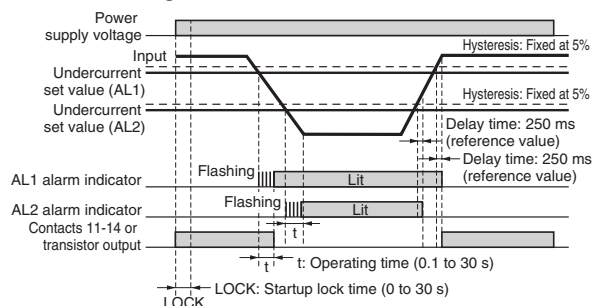 Power
supply voltage
Hysteresis: Fixed at 5%
Input
Undercurrent
set value (AL1)
Hysteresis: Fixed at 5%
Undercurrent
set value (AL2)
Delay time: 250 ms
(reference value)
Delay time: 250 ms
(reference value)
Flashing
Lit
AL1 alarm indicator
Flashing
Lit
AL2 alarm indicator
Contacts 11-14 or
transistor output
t
t
t: Operating time (0.1 to 30 s)
LOCK: Startup lock time (0 to 30 s)
LOCK